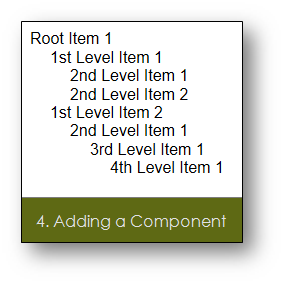 Root Item 1
1st Level Item 1
2nd Level Item 1
2nd Level Item 2
1st Level Item 2
2nd Level Item 1
3rd Level Item 1
4th Level Item 1
4. Adding a Component